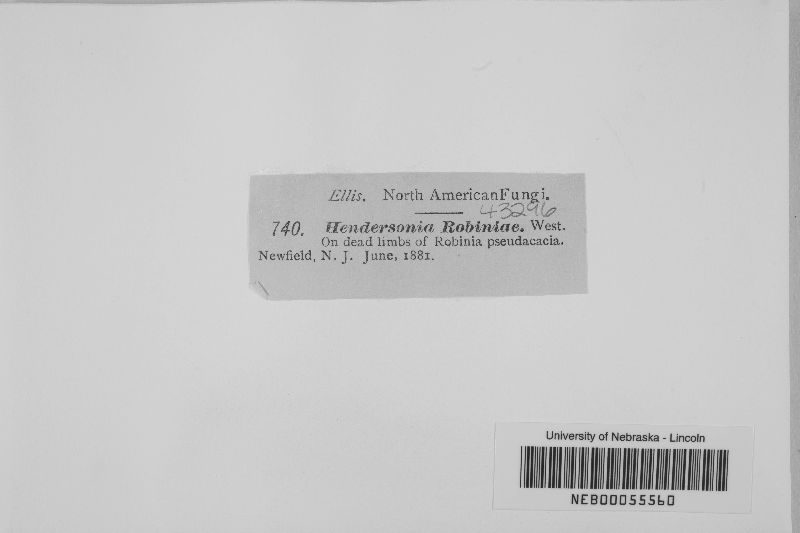 Ellis. North American Fungi.
43296
740. Hendersonia Robiniae. West.
On dead limbs of Robinia pseudacacia.
Newfield, N. J. June, 1881.
University of Nebraska - Lincoln
NEB00055560